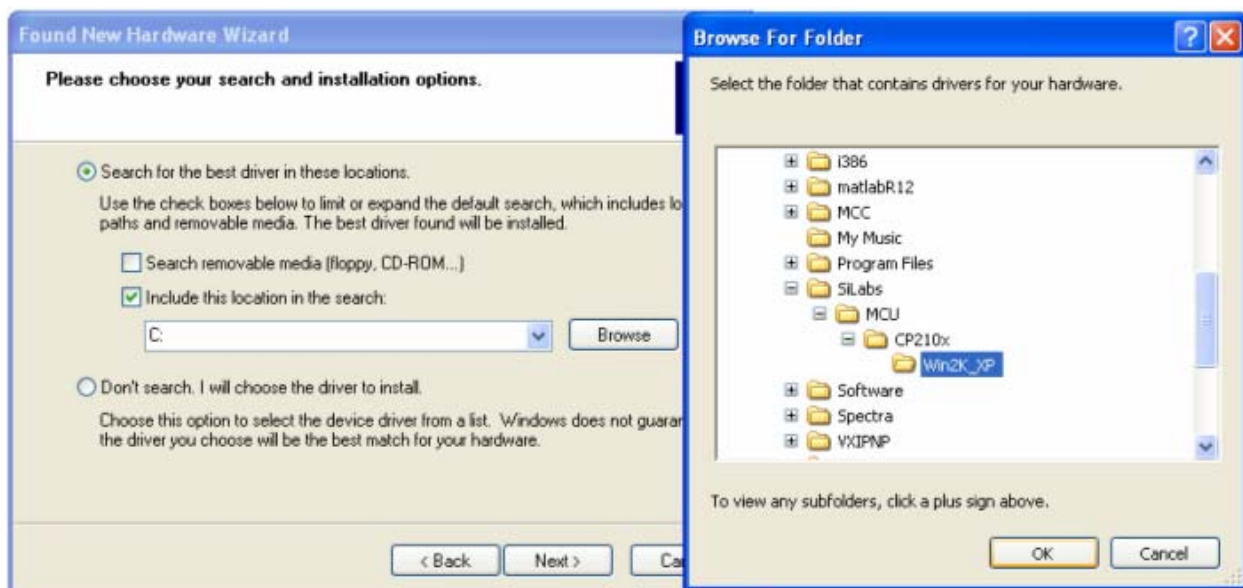 Found New Hardware Wizard
Please choose your search and installation options.
Search for the best driver in these locations.
Use the check boxes below to limit or expand the default search, which includes lo
paths and removable media. The best driver found will be installed.
Search removable media (floppy, CD-ROM...)
Include this location in the search:
C:
Browse
Don't search. I will choose the driver to install.
Choose this option to select the device driver from a list. Windows does not guarar
the driver you choose will be the best match for your hardware.
< Back
Next >
Ca
Browse For Folder
Select the folder that contains drivers for your hardware.
i386
matlabR12
MCC
My Music
Program Files
SiLabs
MCU
CP210x
Win2K_XP
Software
Spectra
VXIPNP
To view any subfolders, click a plus sign above.
OK
Cancel